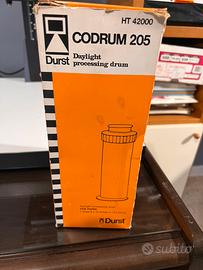 HT 42000
CODRUM 205
Durst
Daylight
processing drum
Durst
subito